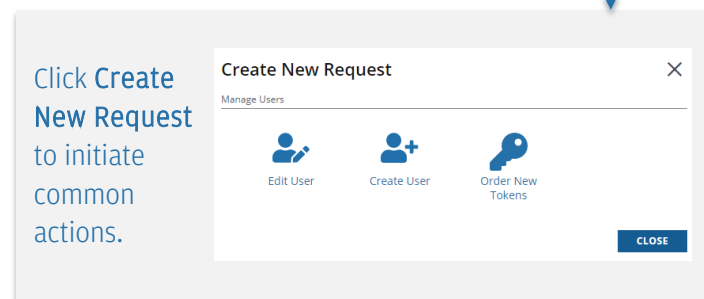 Click Create
New Request
to initiate
common
actions.
Create New Request
Manage Users
Edit User
Create User
Order New
Tokens
CLOSE